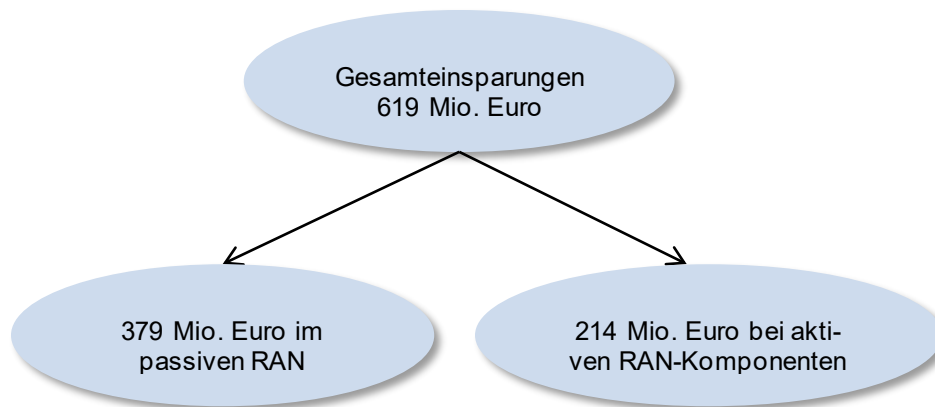 Gesamteinsparungen
619 Mio. Euro
379 Mio. Euro im
passiven RAN
214 Mio. Euro bei akti-
ven RAN-Komponenten